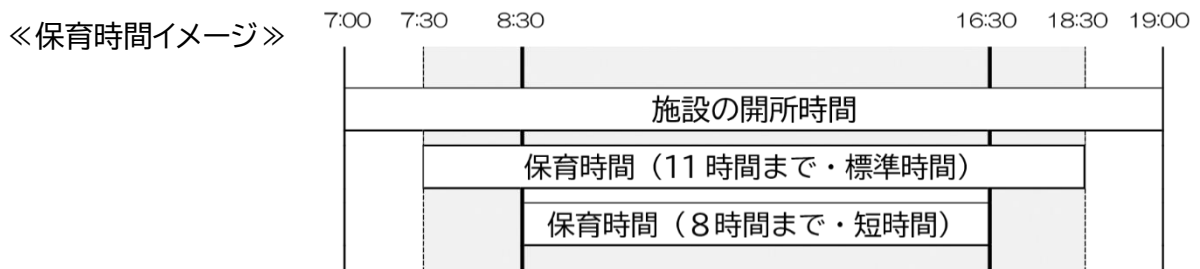 ≪保育時間イメージ≫
7:00 7:30 8:30 16:30 18:30 19:00
施設の開所時間
保育時間（11 時間まで・標準時間）
保育時間（８時間まで・短時間）